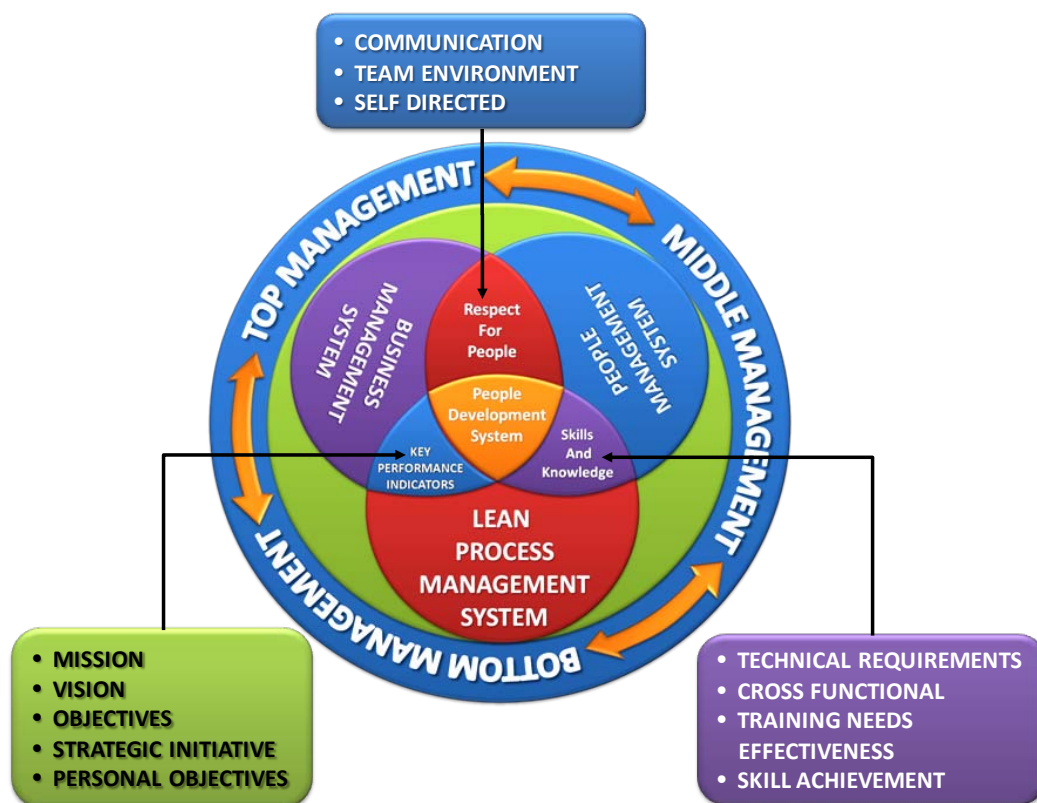 • COMMUNICATION
• TEAM ENVIRONMENT
• SELF DIRECTED
TOP MANAGEMENT
MIDDLE MANAGEMENT
BUSINESS
MANAGEMENT
SYSTEM
Respect
For
People
PEOPLE
MANAGEMENT
SYSTEM
People
Development
System
KEY
PERFORMANCE
INDICATORS
Skills
And
Knowledge
LEAN
PROCESS
MANAGEMENT
SYSTEM
BOTTOM MANAGEMENT
• MISSION
• VISION
• OBJECTIVES
• STRATEGIC INITIATIVE
• PERSONAL OBJECTIVES
• TECHNICAL REQUIREMENTS
• CROSS FUNCTIONAL
• TRAINING NEEDS
EFFECTIVENESS
• SKILL ACHIEVEMENT